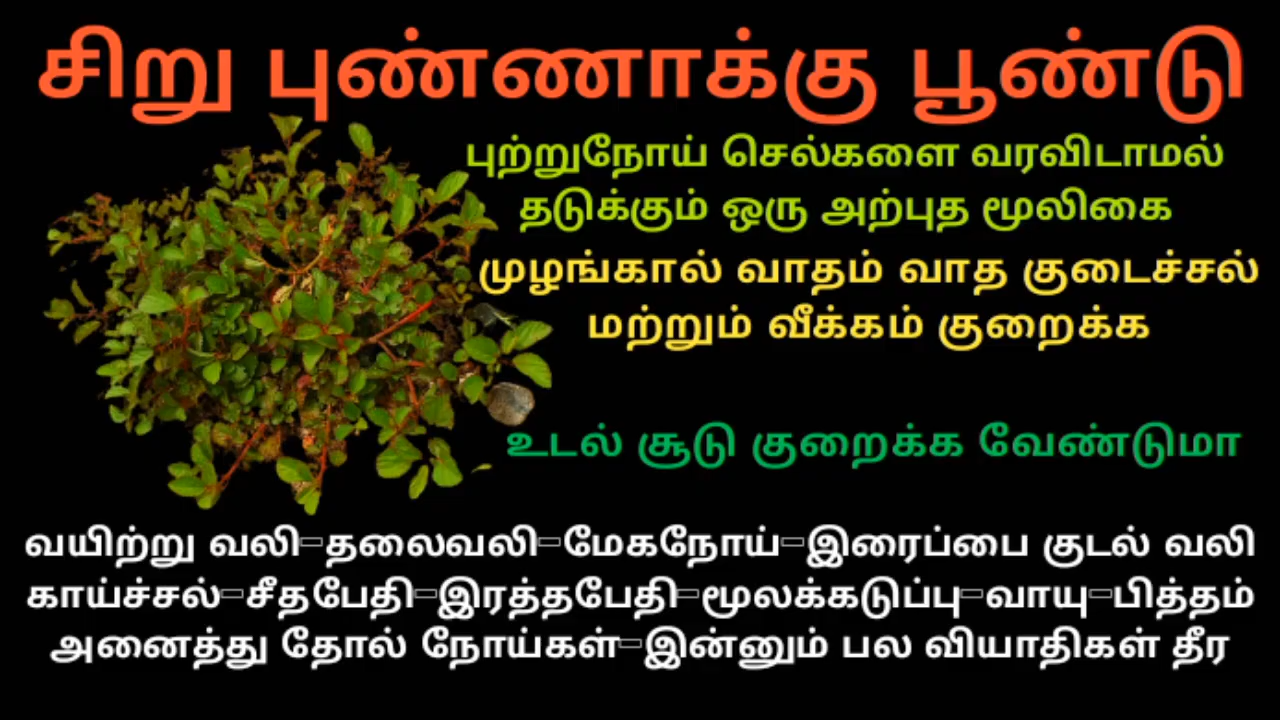 சிறு புண்ணாக்கு பூண்டு
புற்றுநோய் செல்களை வரவிடாமல்
தடுக்கும் ஒரு அற்புத மூலிகை
முழங்கால் வாதம் வாத குடைச்சல்
மற்றும் வீக்கம் குறைக்க
உடல் சூடு குறைக்க வேண்டுமா
வயிற்று வலி-தலைவலி-மேகநோய்-இரைப்பை குடல் வலி
காய்ச்சல்-சீதபேதி-இரத்தபேதி-மூலக்கடுப்பு-வாயு-பித்தம்
அனைத்து தோல் நோய்கள்-இன்னும் பல வியாதிகள் தீர